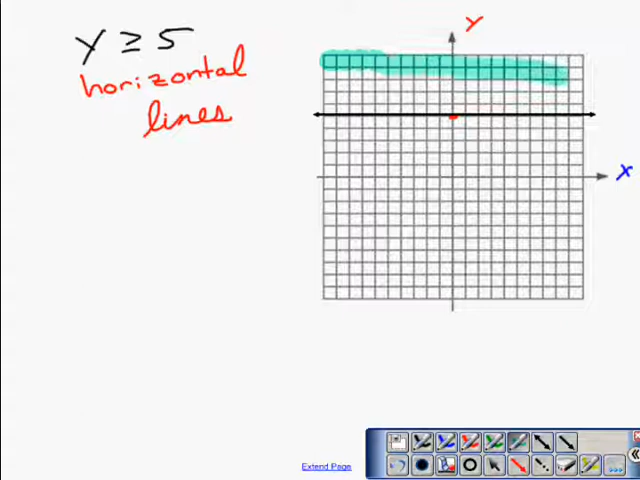 y ≥ 5
horizontal
lines
Y
X
Extend Page